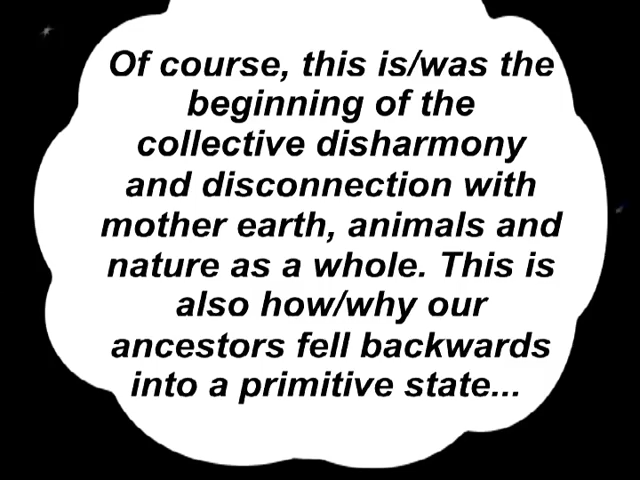 Of course, this is/was the
beginning of the
collective disharmony
and disconnection with
mother earth, animals and
nature as a whole. This is
also how/why our
ancestors fell backwards
into a primitive state...